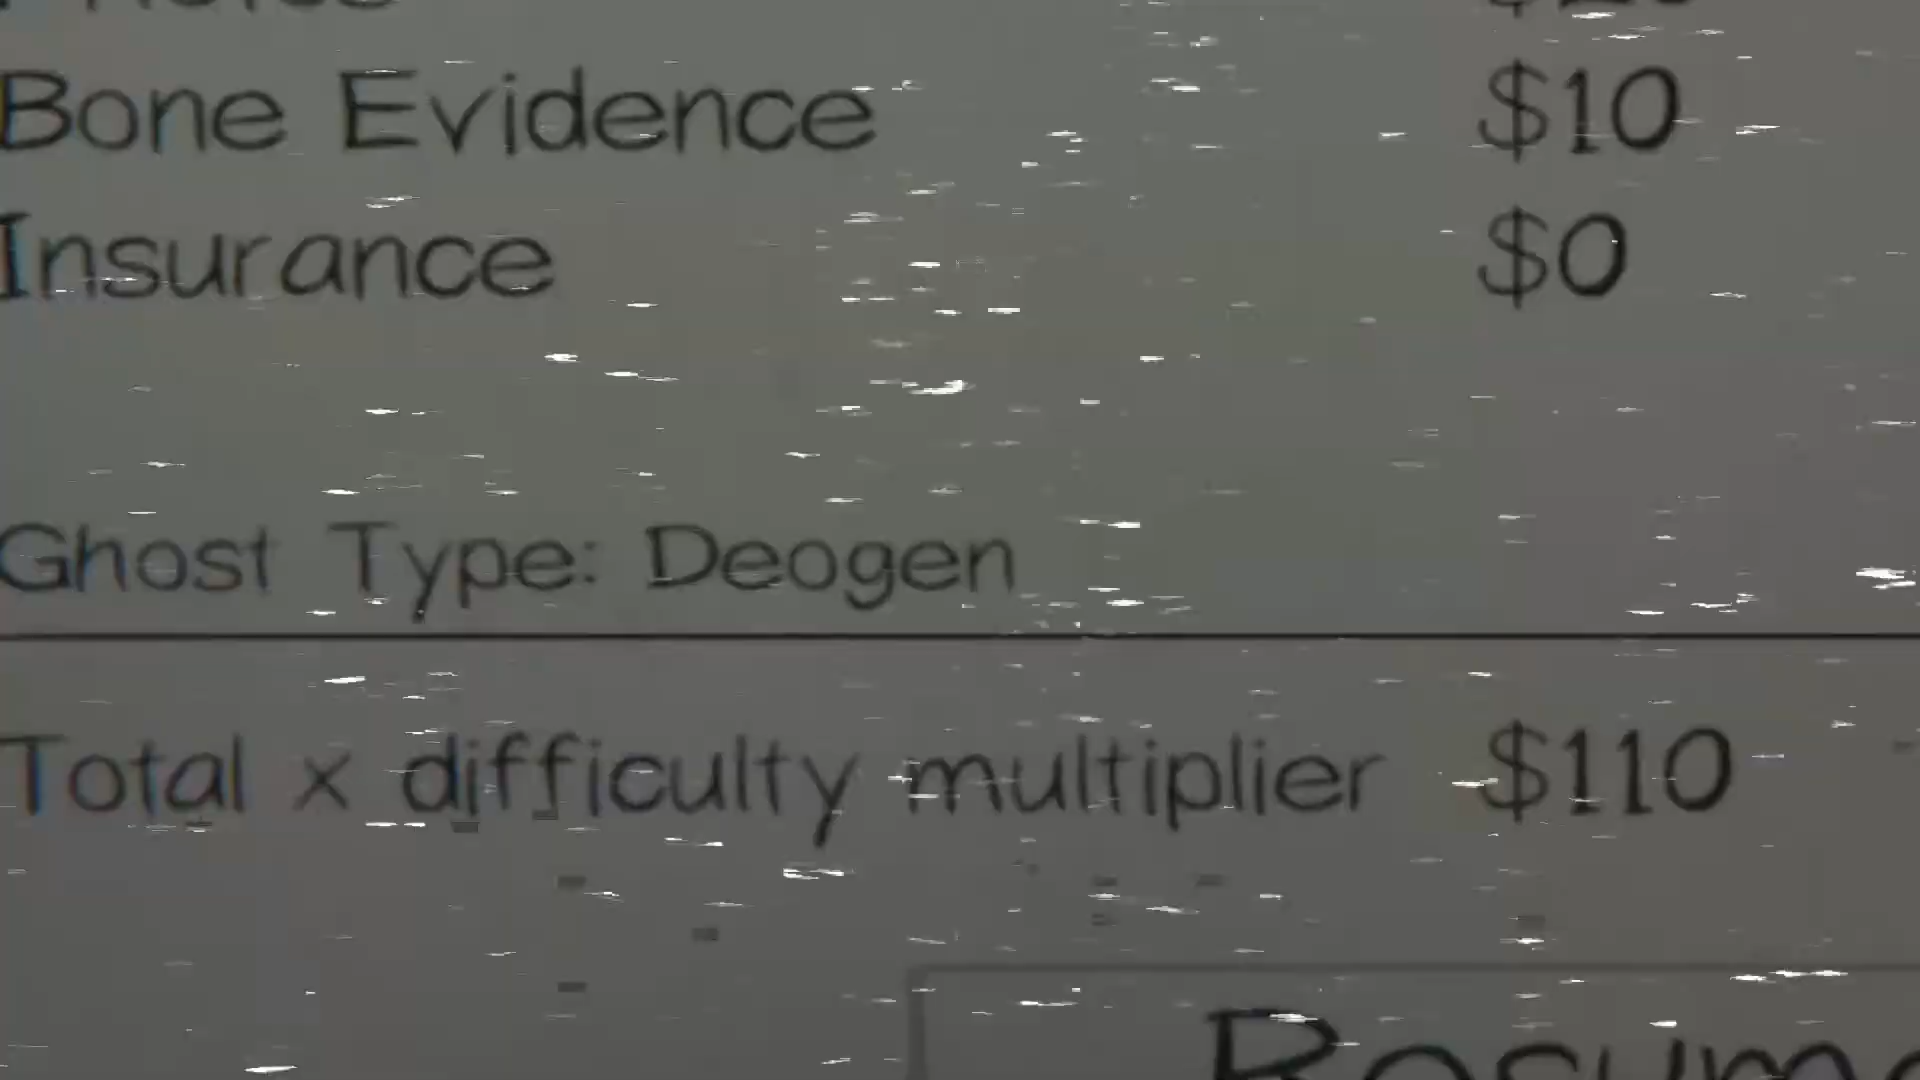 Bone Evidence $10
Insurance $0
Ghost Type: Deogen
Total x difficulty multiplier $110